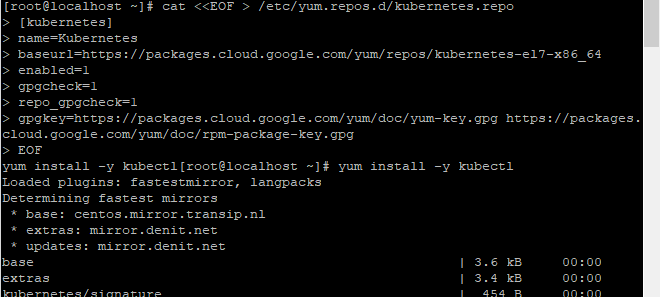 [root@localhost ~]# cat <<EOF > /etc/yum.repos.d/kubernetes.repo
> [kubernetes]
> name=Kubernetes
> baseurl=https://packages.cloud.google.com/yum/repos/kubernetes-el7-x86_64
> enabled=1
> gpgcheck=1
> repo_gpgcheck=1
> gpgkey=https://packages.cloud.google.com/yum/doc/yum-key.gpg https://packages.
cloud.google.com/yum/doc/rpm-package-key.gpg
> EOF
yum install -y kubectl[root@localhost ~]# yum install -y kubectl
Loaded plugins: fastestmirror, langpacks
Determining fastest mirrors
 * base: centos.mirror.transip.nl
 * extras: mirror.denit.net
 * updates: mirror.denit.net
base | 3.6 kB 00:00
extras | 3.4 kB 00:00
kubernetes/signature | 454 B 00:00